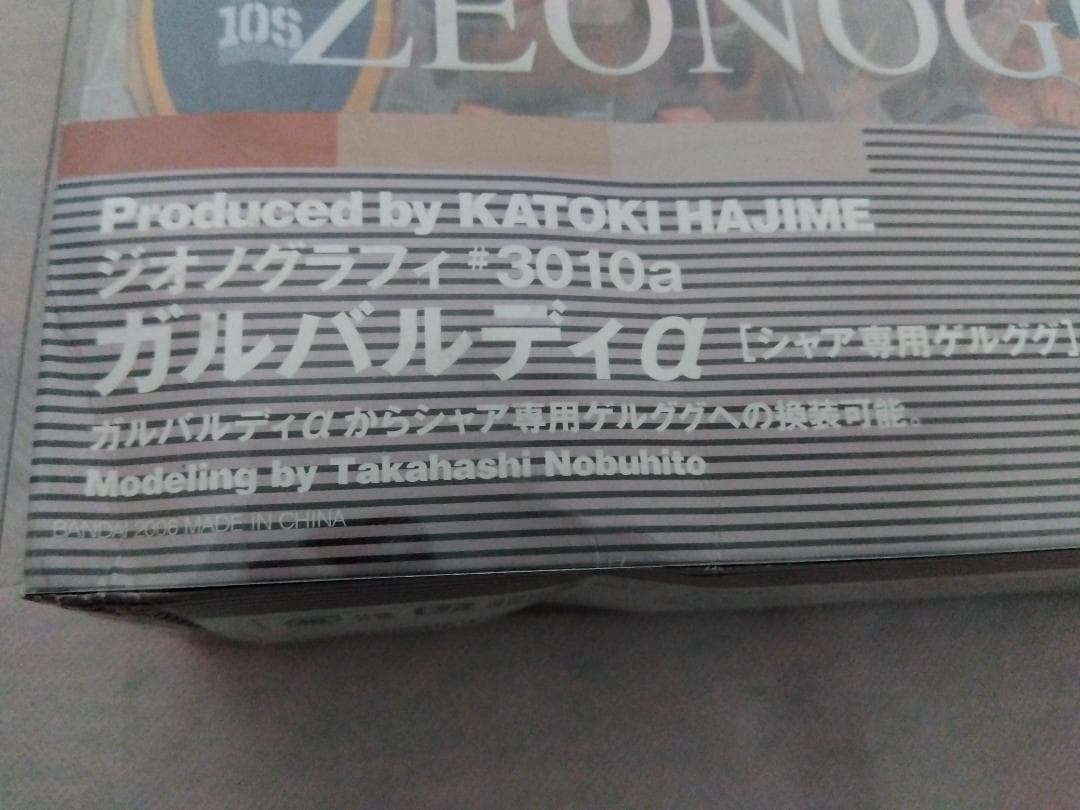 10S
ZEONOG
Produced by KATOKI HAJIME
ジオノグラフィ #3010a
ガルバルディα [シャア専用ゲルググ]
ガルバルディαからシャア専用ゲルググへの換装可能。
Modeling by Takahashi Nobuhito
BANDAI 2006 MADE IN CHINA